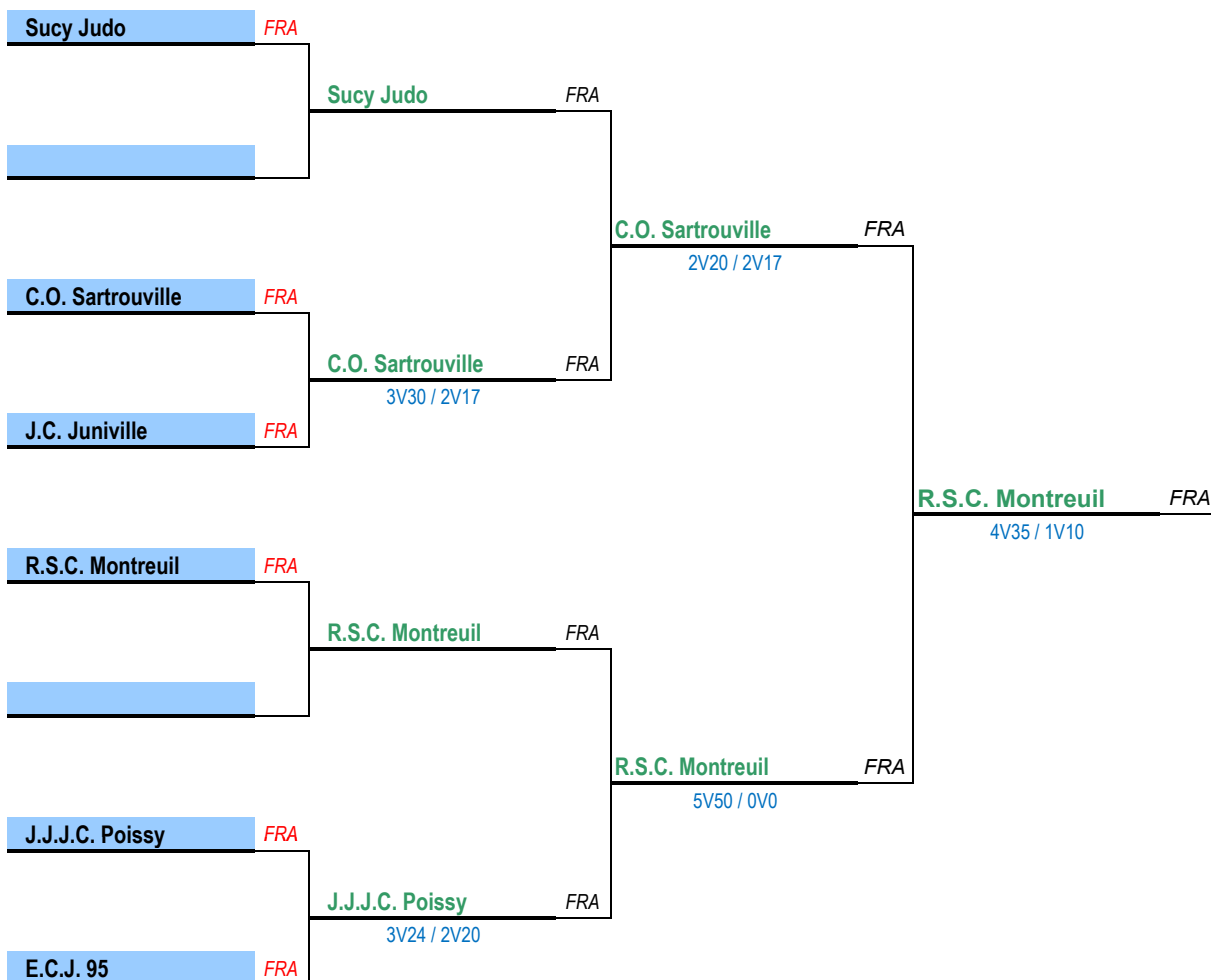 Sucy Judo FRA
Sucy Judo FRA
C.O. Sartrouville FRA
2V20 / 2V17
C.O. Sartrouville FRA
C.O. Sartrouville FRA
3V30 / 2V17
J.C. Juniville FRA
R.S.C. Montreuil FRA
4V35 / 1V10
R.S.C. Montreuil FRA
R.S.C. Montreuil FRA
R.S.C. Montreuil FRA
5V50 / 0V0
J.J.J.C. Poissy FRA
J.J.J.C. Poissy FRA
3V24 / 2V20
E.C.J. 95 FRA